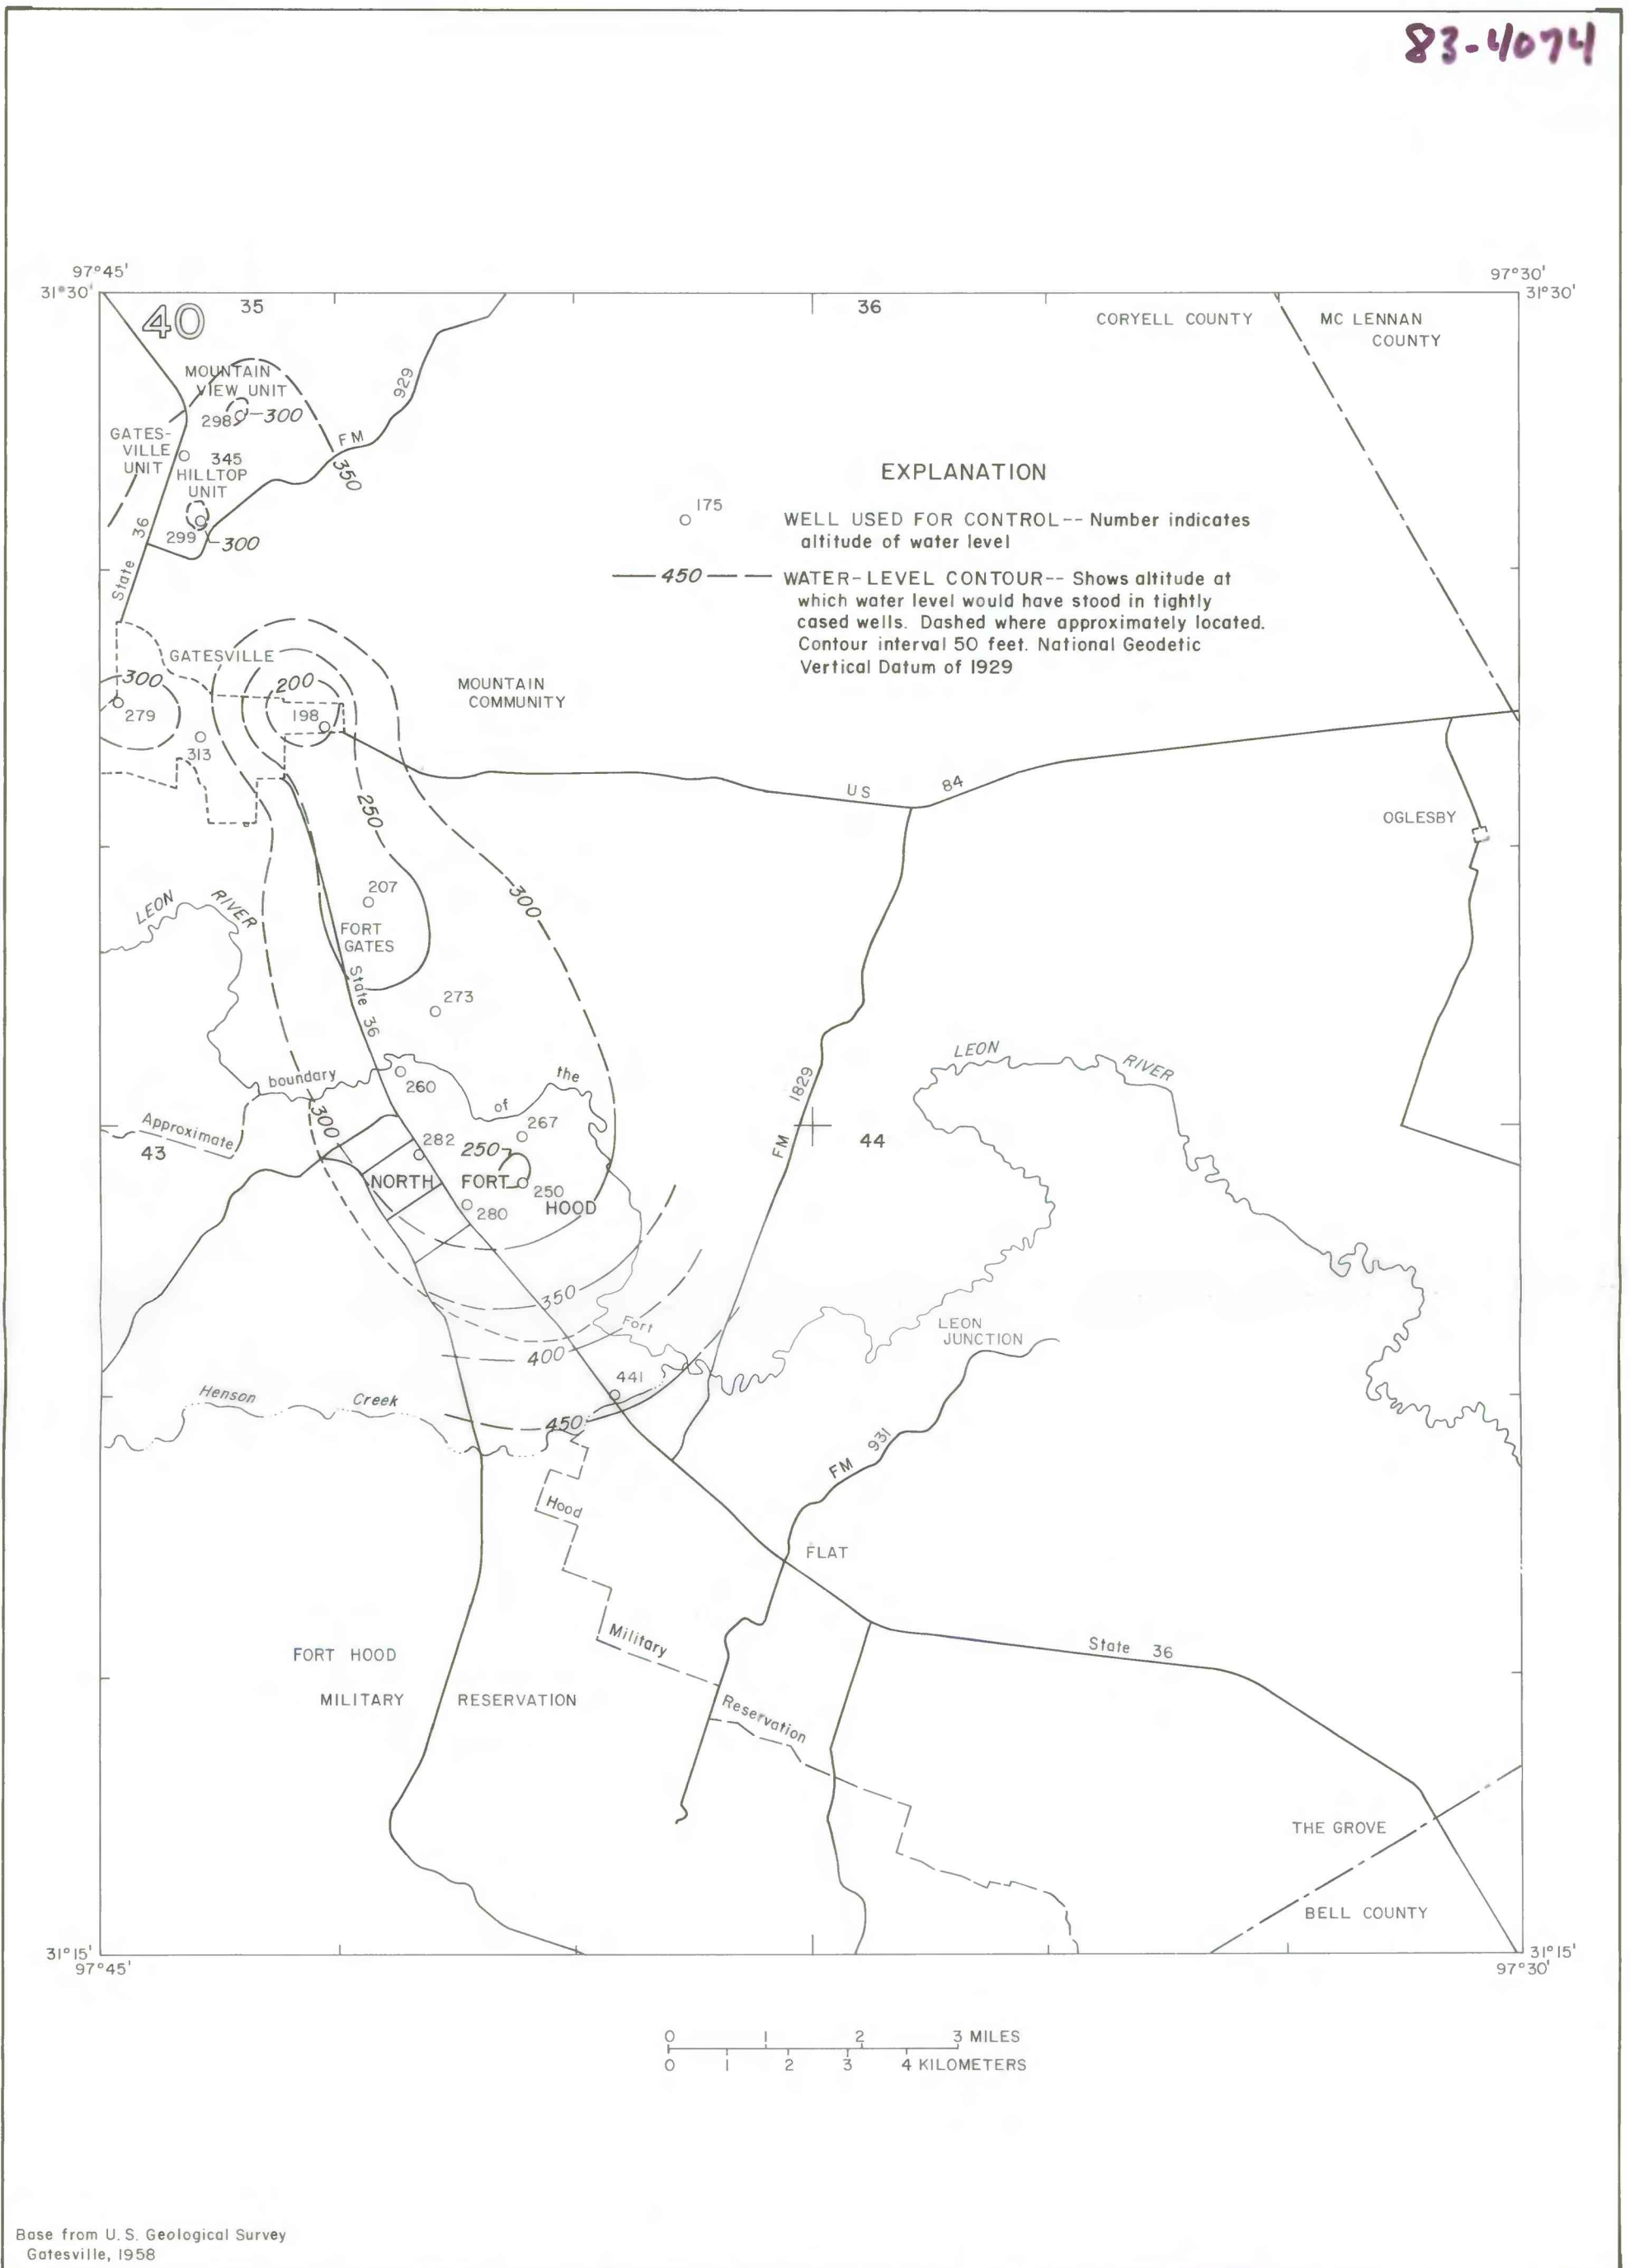 83-4074
97°45'
97°30'
31°30'
31°30'
40
35
36
CORYELL COUNTY
MC LENNAN
COUNTY
MOUNTAIN
VIEW UNIT
929
298
300
FM
GATES-
VILLE
UNIT
345
350
HILLTOP
UNIT
299
300
State 36
EXPLANATION
175
WELL USED FOR CONTROL-- Number indicates
altitude of water level
450
WATER-LEVEL CONTOUR-- Shows altitude at
which water level would have stood in tightly
cased wells. Dashed where approximately located.
Contour interval 50 feet. National Geodetic
Vertical Datum of 1929
GATESVILLE
300
200
MOUNTAIN
COMMUNITY
279
198
313
US 84
250
OGLESBY
207
300
LEON RIVER
FORT
GATES
State 36
273
LEON RIVER
boundary
260
of
the
FM 1829
Approximate
43
300
282
267
250
44
NORTH FORT
250
HOOD
280
350
Fort
LEON
JUNCTION
400
441
Henson Creek
450
FM 931
Hood
FLAT
Military
State 36
FORT HOOD
MILITARY RESERVATION
Reservation
THE GROVE
BELL COUNTY
31°15'
97°45'
31°15'
97°30'
0 1 2 3 MILES
0 1 2 3 4 KILOMETERS
Base from U.S. Geological Survey
Gatesville, 1958